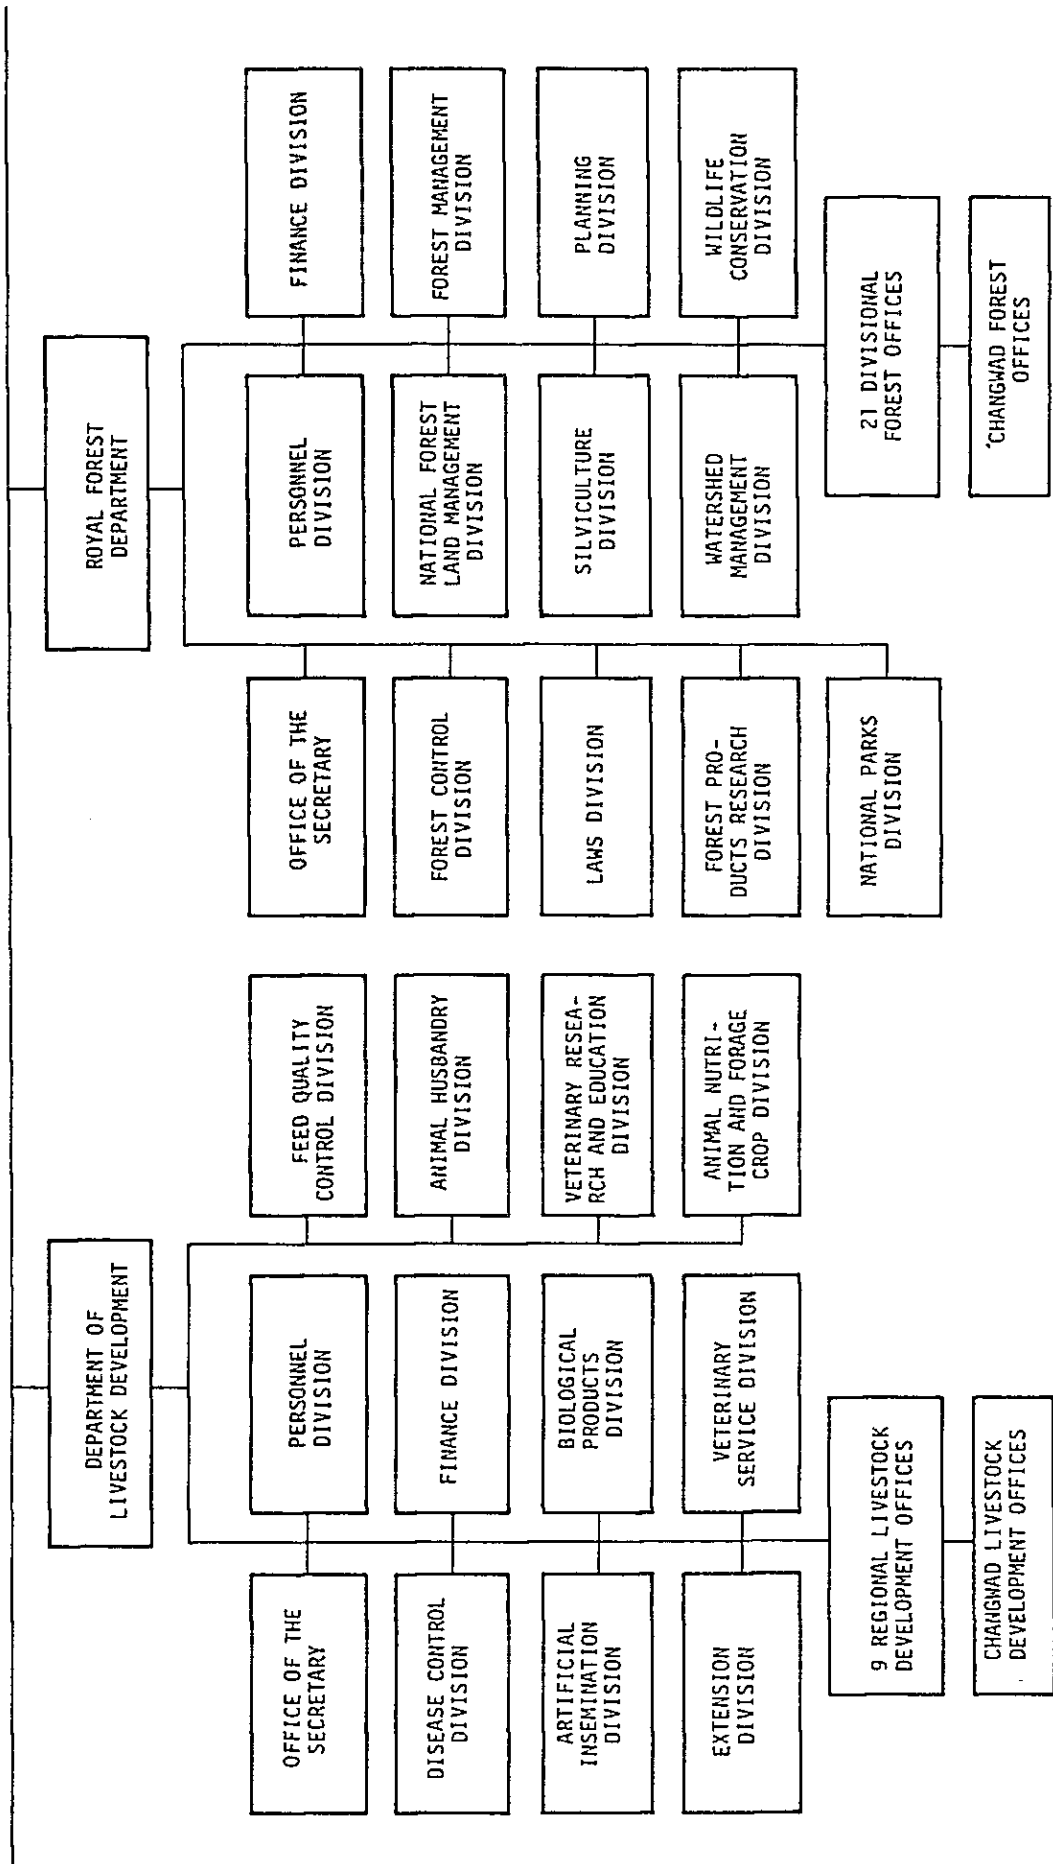 DEPARTMENT OF
LIVESTOCK DEVELOPMENT
OFFICE OF THE
SECRETARY
PERSONNEL
DIVISION
FEED QUALITY
CONTROL DIVISION
DISEASE CONTROL
DIVISION
FINANCE DIVISION
ANIMAL HUSBANDRY
DIVISION
ARTIFICIAL
INSEMINATION
DIVISION
BIOLOGICAL
PRODUCTS
DIVISION
VETERINARY RESEA-
RCH AND EDUCATION
DIVISION
EXTENSION
DIVISION
VETERINARY
SERVICE DIVISION
ANIMAL NUTRI-
TION AND FORAGE
CROP DIVISION
9 REGIONAL LIVESTOCK
DEVELOPMENT OFFICES
CHANGWAD LIVESTOCK
DEVELOPMENT OFFICES
ROYAL FOREST
DEPARTMENT
OFFICE OF THE
SECRETARY
PERSONNEL
DIVISION
FINANCE DIVISION
FOREST CONTROL
DIVISION
NATIONAL FOREST
LAND MANAGEMENT
DIVISION
FOREST MANAGEMENT
DIVISION
LAWS DIVISION
SILVICULTURE
DIVISION
PLANNING
DIVISION
FOREST PRO-
DUCTS RESEARCH
DIVISION
WATERSHED
MANAGEMENT
DIVISION
WILDLIFE
CONSERVATION
DIVISION
NATIONAL PARKS
DIVISION
21 DIVISIONAL
FOREST OFFICES
CHANGWAD FOREST
OFFICES